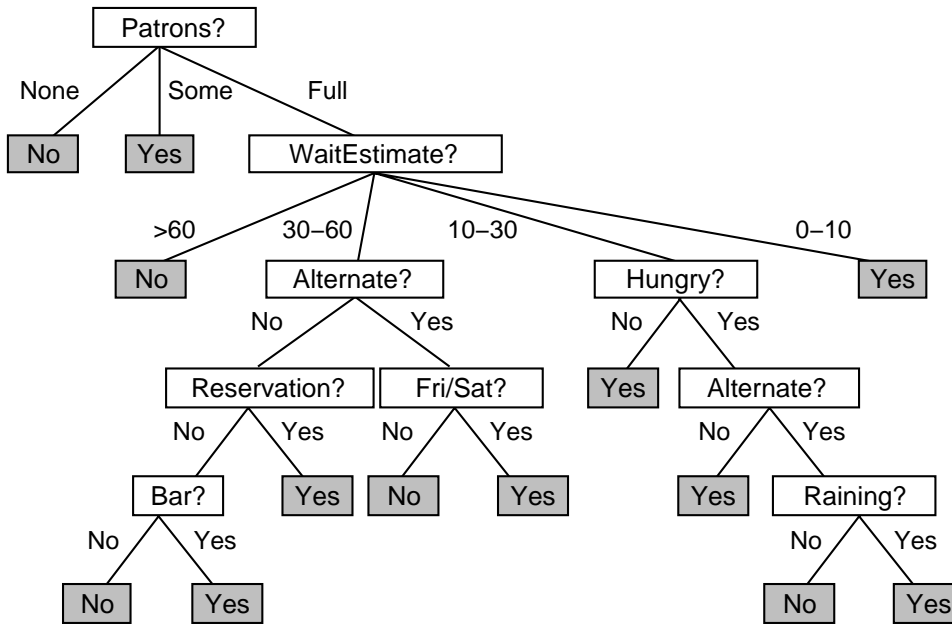 Patrons?
None Some Full
No Yes WaitEstimate?
>60 30–60 10–30 0–10
No Alternate? Hungry? Yes
No Yes No Yes
Reservation? Fri/Sat? Yes Alternate?
No Yes No Yes No Yes
Bar? Yes No Yes Yes Raining?
No Yes No Yes
No Yes No Yes